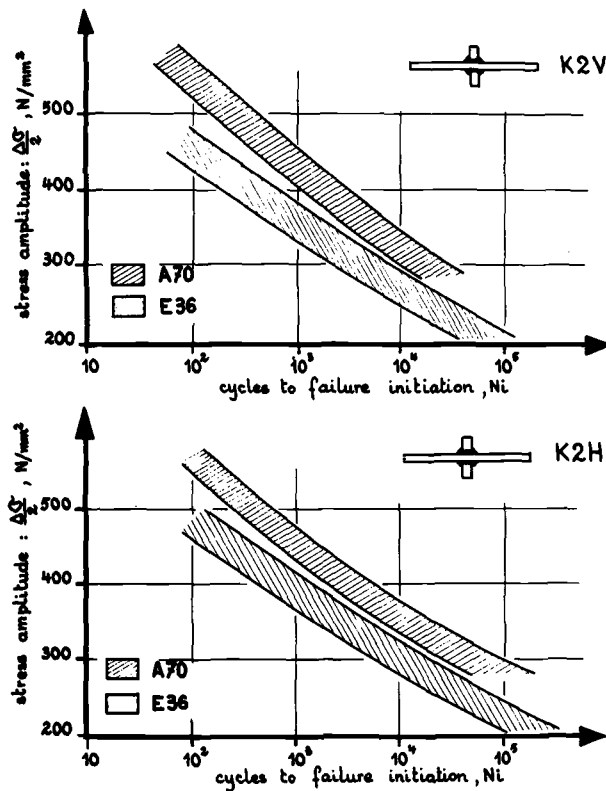 K2V
stress amplitude: Δσ/2, N/mm²
500
400
300
200
A70
E36
10
10²
10³
10⁴
10⁵
cycles to failure initiation, Ni
K2H
stress amplitude: Δσ/2, N/mm²
500
400
300
200
A70
E36
10
10²
10³
10⁴
10⁵
cycles to failure initiation, Ni